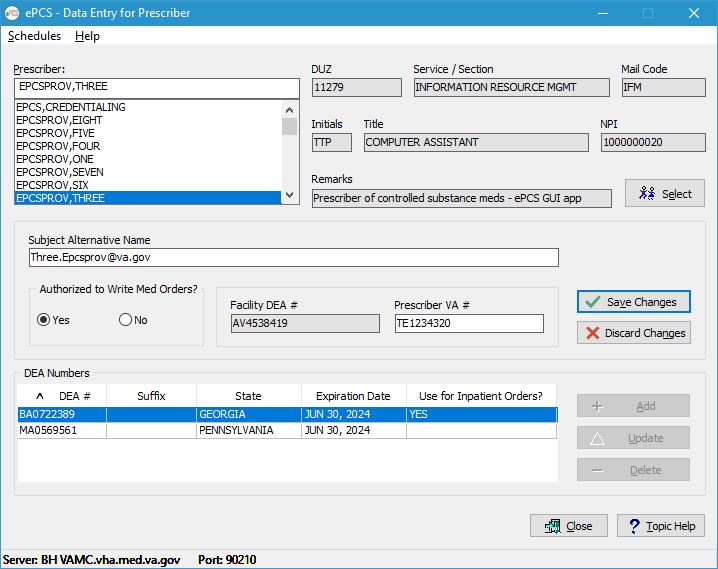 ePCS - Data Entry for Prescriber
Schedules Help
Prescriber:
EPCSPROV,THREE
EPCS,CREDENTIALING
EPCSPROV,EIGHT
EPCSPROV,FIVE
EPCSPROV,FOUR
EPCSPROV,ONE
EPCSPROV,SEVEN
EPCSPROV,SIX
EPCSPROV,THREE
DUZ Service / Section Mail Code
11279 INFORMATION RESOURCE MGMT IFM
Initials Title NPI
TTP COMPUTER ASSISTANT 1000000020
Remarks
Prescriber of controlled substance meds - ePCS GUI app
Select
Subject Alternative Name
Three.Epcsprov@va.gov
Authorized to Write Med Orders?
Yes No
Facility DEA # Prescriber VA #
AV4538419 TE1234320
Save Changes
Discard Changes
DEA Numbers
DEA # Suffix State Expiration Date Use for Inpatient Orders?
BA0722389 GEORGIA JUN 30, 2024 YES
MA0569561 PENNSYLVANIA JUN 30, 2024
Add
Update
Delete
Close Topic Help
Server: BH VAMC.vha.med.va.gov Port: 90210